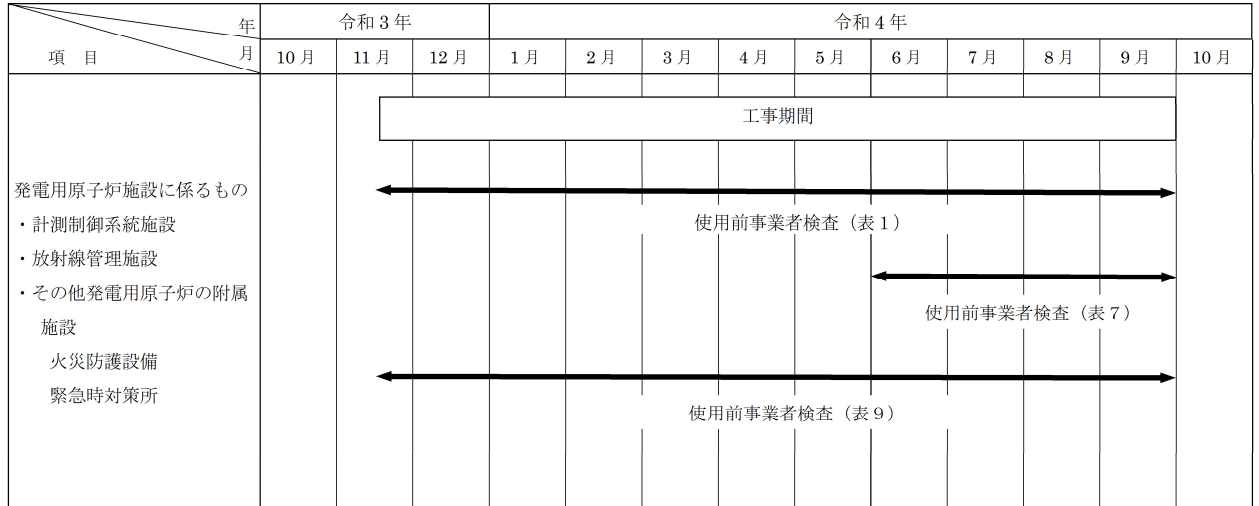 年
月
項　目
令和３年
令和４年
10月
11月
12月
1月
2月
3月
4月
5月
6月
7月
8月
9月
10月
工事期間
発電用原子炉施設に係るもの
・計測制御系統施設
・放射線管理施設
・その他発電用原子炉の附属
施設
火災防護設備
緊急時対策所
使用前事業者検査（表１）
使用前事業者検査（表７）
使用前事業者検査（表９）